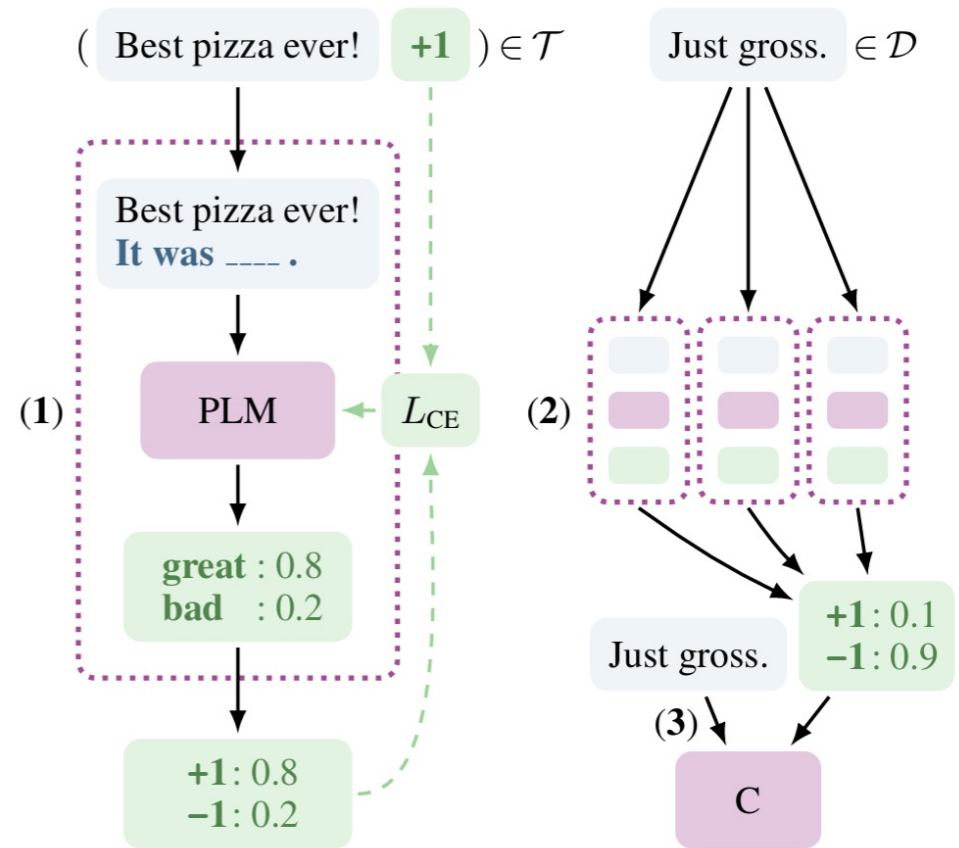 ( Best pizza ever! +1 ) ∈ 𝒯
Best pizza ever!
It was ____ .
(1)
PLM
L_CE
great : 0.8
bad : 0.2
+1: 0.8
−1: 0.2
Just gross. ∈ 𝒟
(2)
+1: 0.1
−1: 0.9
Just gross.
(3)
C